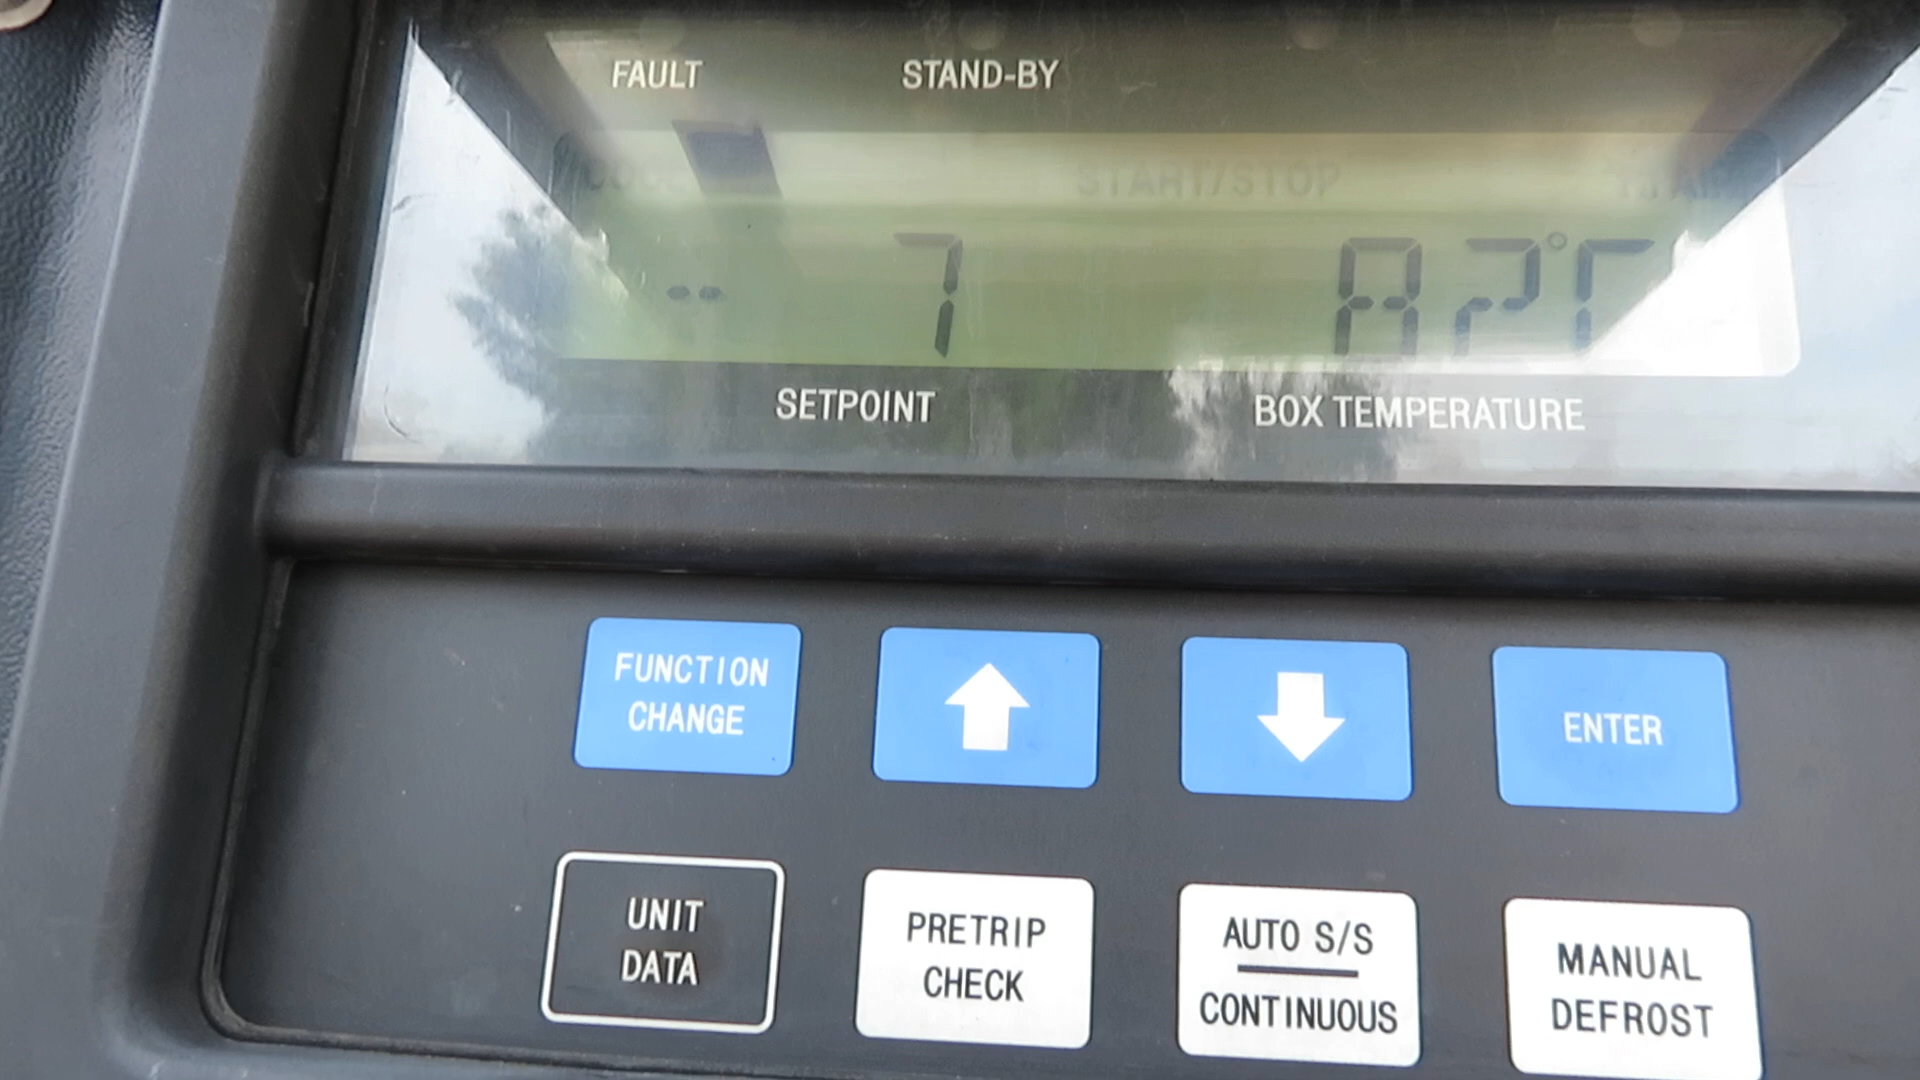 FAULT STAND-BY
START/STOP
-- 7 82°F
SETPOINT BOX TEMPERATURE
FUNCTION
CHANGE
ENTER
UNIT
DATA
PRETRIP
CHECK
AUTO S/S
CONTINUOUS
MANUAL
DEFROST